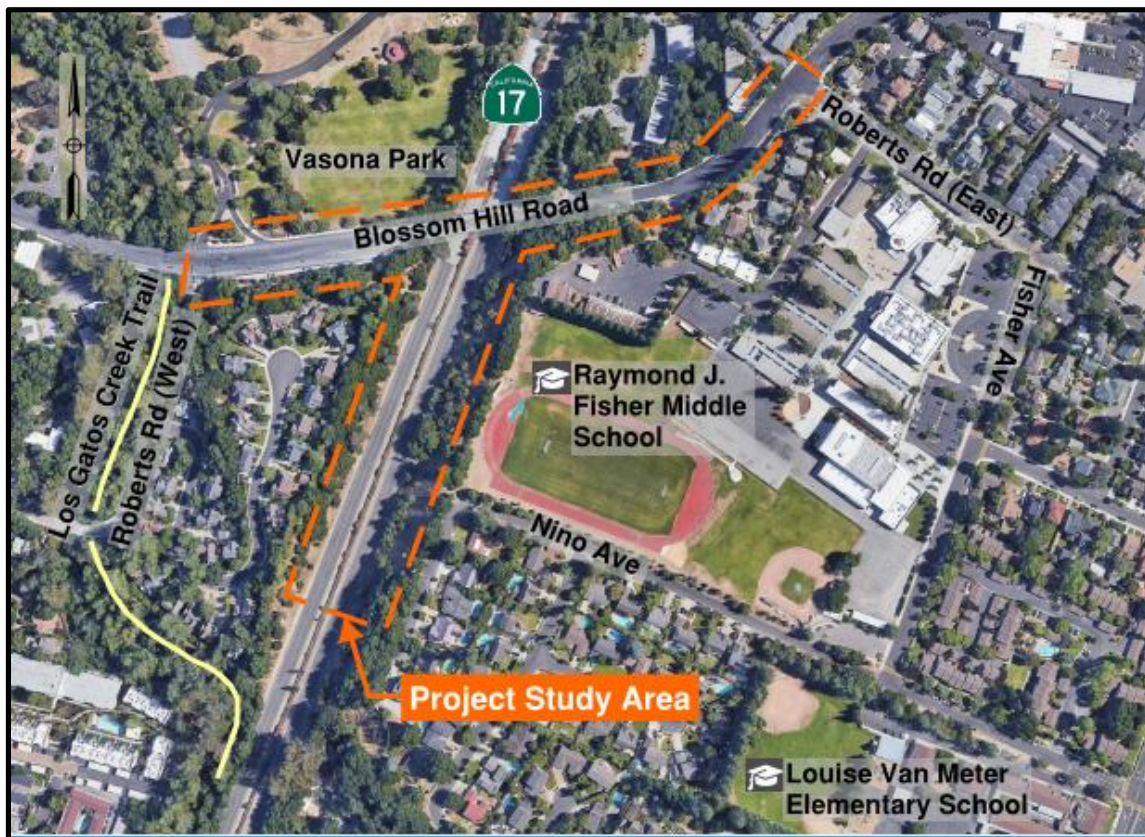 CALIFORNIA
17
Vasona Park
Blossom Hill Road
Roberts Rd (East)
Fisher Ave
Los Gatos Creek Trail
Roberts Rd (West)
Raymond J.
Fisher Middle
School
Nino Ave
Project Study Area
Louise Van Meter
Elementary School